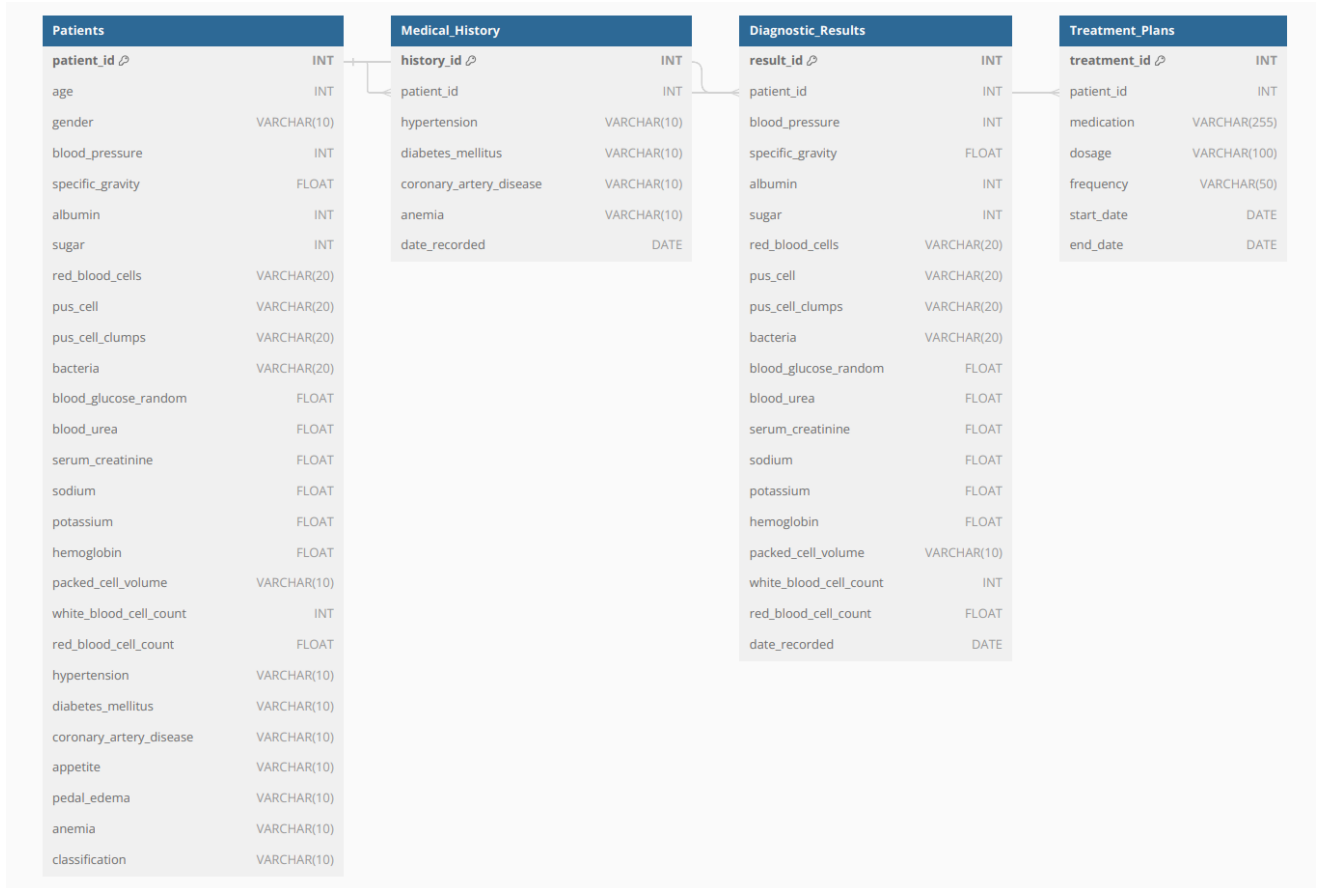 Patients
patient_id INT
age INT
gender VARCHAR(10)
blood_pressure INT
specific_gravity FLOAT
albumin INT
sugar INT
red_blood_cells VARCHAR(20)
pus_cell VARCHAR(20)
pus_cell_clumps VARCHAR(20)
bacteria VARCHAR(20)
blood_glucose_random FLOAT
blood_urea FLOAT
serum_creatinine FLOAT
sodium FLOAT
potassium FLOAT
hemoglobin FLOAT
packed_cell_volume VARCHAR(10)
white_blood_cell_count INT
red_blood_cell_count FLOAT
hypertension VARCHAR(10)
diabetes_mellitus VARCHAR(10)
coronary_artery_disease VARCHAR(10)
appetite VARCHAR(10)
pedal_edema VARCHAR(10)
anemia VARCHAR(10)
classification VARCHAR(10)
Medical_History
history_id INT
patient_id INT
hypertension VARCHAR(10)
diabetes_mellitus VARCHAR(10)
coronary_artery_disease VARCHAR(10)
anemia VARCHAR(10)
date_recorded DATE
Diagnostic_Results
result_id INT
patient_id INT
blood_pressure INT
specific_gravity FLOAT
albumin INT
sugar INT
red_blood_cells VARCHAR(20)
pus_cell VARCHAR(20)
pus_cell_clumps VARCHAR(20)
bacteria VARCHAR(20)
blood_glucose_random FLOAT
blood_urea FLOAT
serum_creatinine FLOAT
sodium FLOAT
potassium FLOAT
hemoglobin FLOAT
packed_cell_volume VARCHAR(10)
white_blood_cell_count INT
red_blood_cell_count FLOAT
date_recorded DATE
Treatment_Plans
treatment_id INT
patient_id INT
medication VARCHAR(255)
dosage VARCHAR(100)
frequency VARCHAR(50)
start_date DATE
end_date DATE